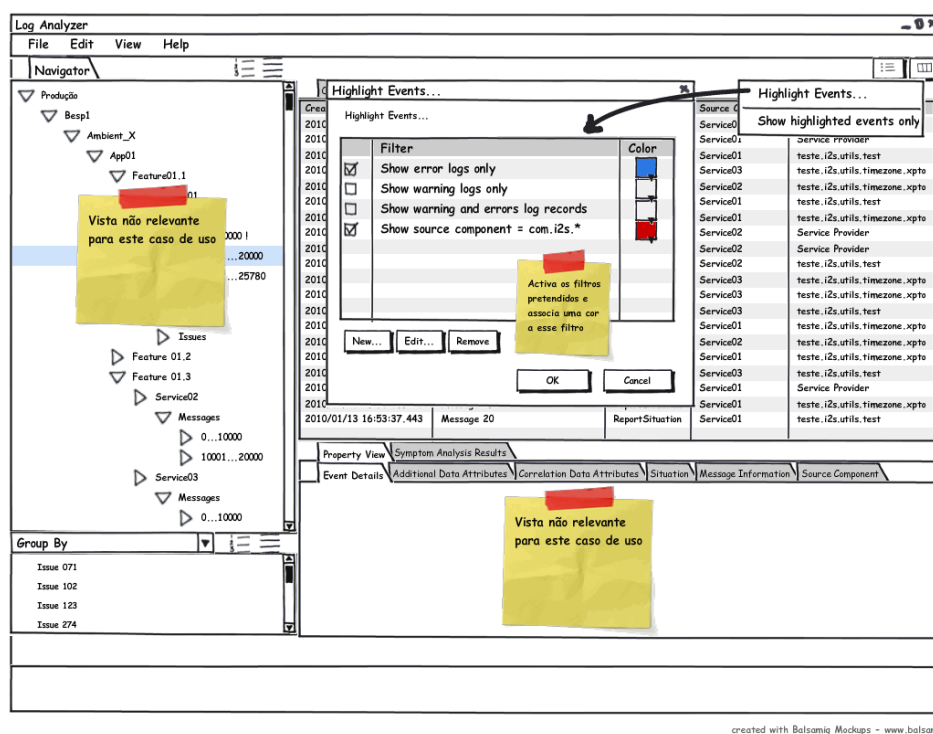 Log Analyzer
File Edit View Help
Navigator
Produção
Besp1
Ambient_X
App01
Feature01.1
01
Vista não relevante
para este caso de uso
0000 !
...20000
...25780
Issues
Feature 01.2
Feature 01.3
Service02
Messages
0...10000
10001...20000
Service03
Messages
0...10000
Group By
Issue 071
Issue 102
Issue 123
Issue 274
Highlight Events...
Highlight Events...
Filter Color
Show error logs only
Show warning logs only
Show warning and errors log records
Show source component = com.i2s.*
Activa os filtros
pretendidos e
associa uma cor
a esse filtro
New... Edit... Remove
OK Cancel
Highlight Events...
Show highlighted events only
Source
Service01 Service Provider
Service01 teste.i2s.utils.test
Service03 teste.i2s.utils.timezone.xpto
Service02 teste.i2s.utils.timezone.xpto
Service01 teste.i2s.utils.test
Service01 teste.i2s.utils.timezone.xpto
Service02 Service Provider
Service02 Service Provider
Service02 teste.i2s.utils.test
Service03 teste.i2s.utils.timezone.xpto
Service03 teste.i2s.utils.timezone.xpto
Service03 teste.i2s.utils.test
Service01 teste.i2s.utils.timezone.xpto
Service02 teste.i2s.utils.timezone.xpto
Service01 teste.i2s.utils.timezone.xpto
Service03 teste.i2s.utils.test
Service01 Service Provider
Service01 teste.i2s.utils.timezone.xpto
2010/01/13 16:53:37.443 Message 20 ReportSituation Service01 teste.i2s.utils.test
Property View Symptom Analysis Results
Event Details Additional Data Attributes Correlation Data Attributes Situation Message Information Source Component
Vista não relevante
para este caso de uso
created with Balsamiq Mockups - www.balsam